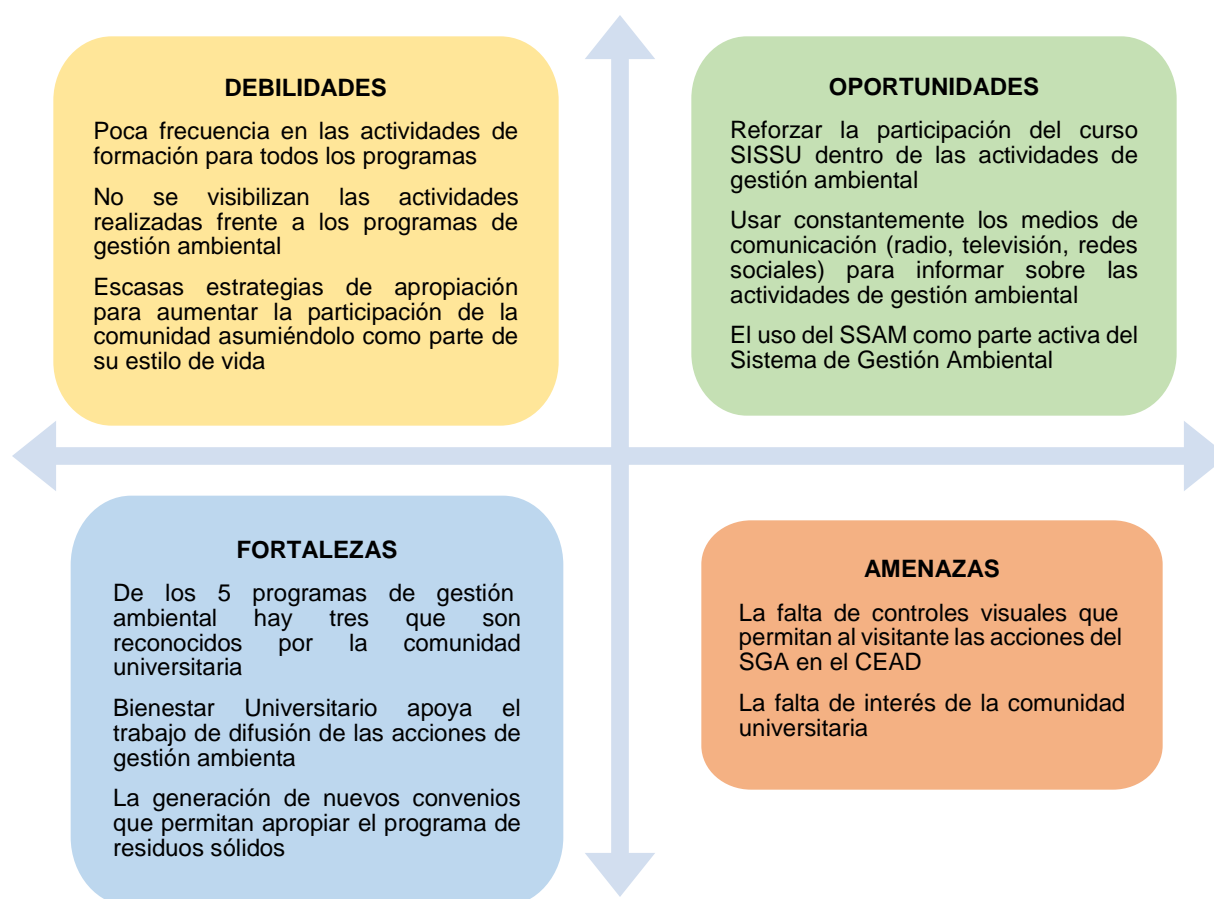 DEBILIDADES
Poca frecuencia en las actividades de
formación para todos los programas
No se visibilizan las actividades
realizadas frente a los programas de
gestión ambiental
Escasas estrategias de apropiación
para aumentar la participación de la
comunidad asumiéndolo como parte de
su estilo de vida
OPORTUNIDADES
Reforzar la participación del curso
SISSU dentro de las actividades de
gestión ambiental
Usar constantemente los medios de
comunicación (radio, televisión, redes
sociales) para informar sobre las
actividades de gestión ambiental
El uso del SSAM como parte activa del
Sistema de Gestión Ambiental
FORTALEZAS
De los 5 programas de gestión
ambiental hay tres que son
reconocidos por la comunidad
universitaria
Bienestar Universitario apoya el
trabajo de difusión de las acciones de
gestión ambienta
La generación de nuevos convenios
que permitan apropiar el programa de
residuos sólidos
AMENAZAS
La falta de controles visuales que
permitan al visitante las acciones del
SGA en el CEAD
La falta de interés de la comunidad
universitaria